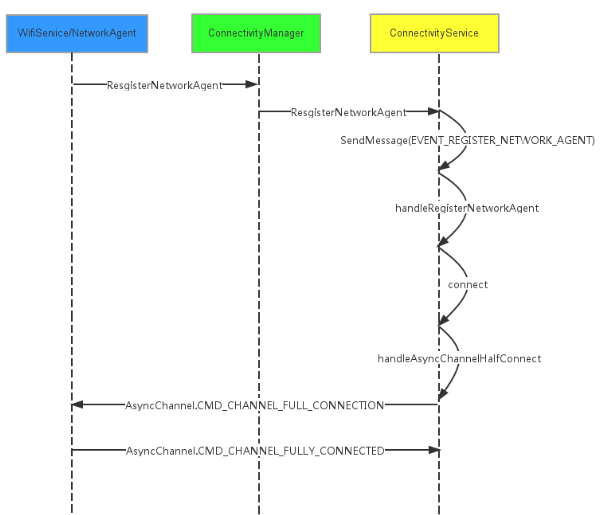 WifiService/NetworkAgent
ConnectivityManager
ConnectivityService
ResgisterNetworkAgent
ResgisterNetworkAgent
SendMessage(EVENT_REGISTER_NETWORK_AGENT)
handleRegisterNetworkAgent
connect
handleAsyncChannelHalfConnect
AsyncChannel.CMD_CHANNEL_FULL_CONNECTION
AsyncChannel.CMD_CHANNEL_FULLY_CONNECTED